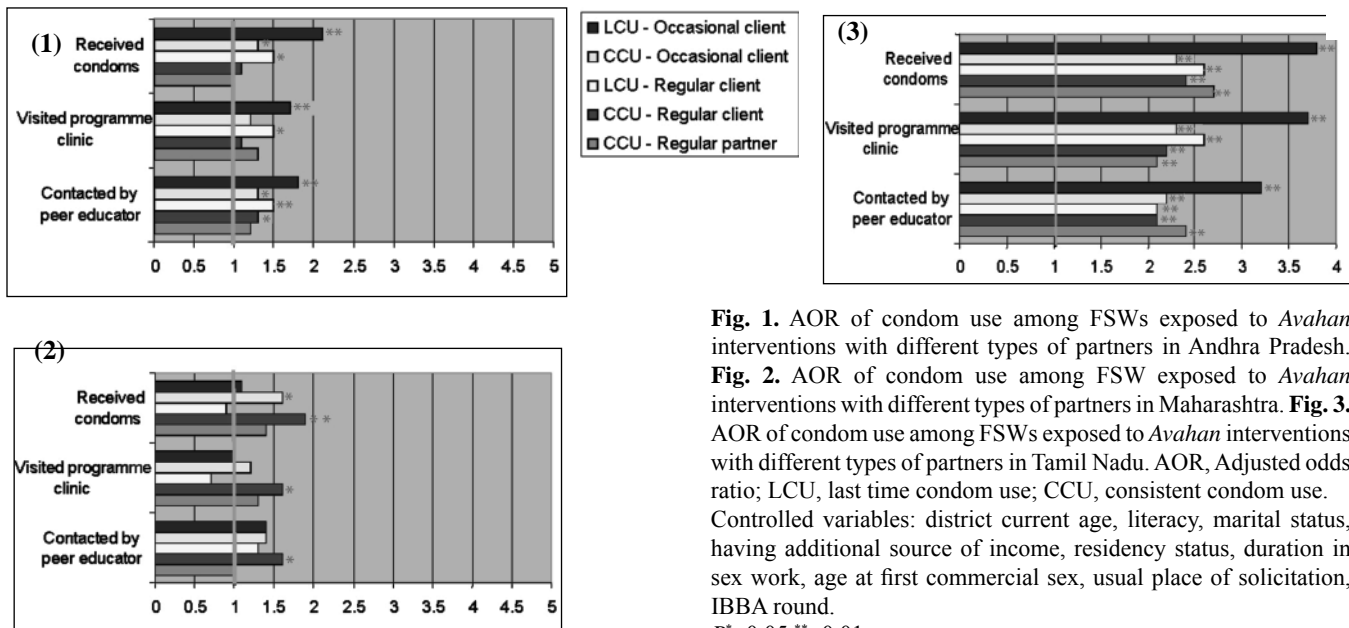 (1)
Received
condoms
**
*
*
Visited programme
clinic
**
*
Contacted by
peer educator
**
*
**
*
0 0.5 1 1.5 2 2.5 3 3.5 4 4.5 5
LCU - Occasional client
CCU - Occasional client
LCU - Regular client
CCU - Regular client
CCU - Regular partner
(3)
Received
condoms
**
**
**
**
**
Visited programme
clinic
**
**
**
**
**
Contacted by
peer educator
**
**
**
**
**
0 0.5 1 1.5 2 2.5 3 3.5 4
(2)
Received
condoms
*
**
Visited programme
clinic
*
Contacted by
peer educator
*
0 0.5 1 1.5 2 2.5 3 3.5 4 4.5 5
Fig. 1. AOR of condom use among FSWs exposed to Avahan
interventions with different types of partners in Andhra Pradesh.
Fig. 2. AOR of condom use among FSW exposed to Avahan
interventions with different types of partners in Maharashtra. Fig. 3.
AOR of condom use among FSWs exposed to Avahan interventions
with different types of partners in Tamil Nadu. AOR, Adjusted odds
ratio; LCU, last time condom use; CCU, consistent condom use.
Controlled variables: district current age, literacy, marital status,
having additional source of income, residency status, duration in
sex work, age at first commercial sex, usual place of solicitation,
IBBA round.